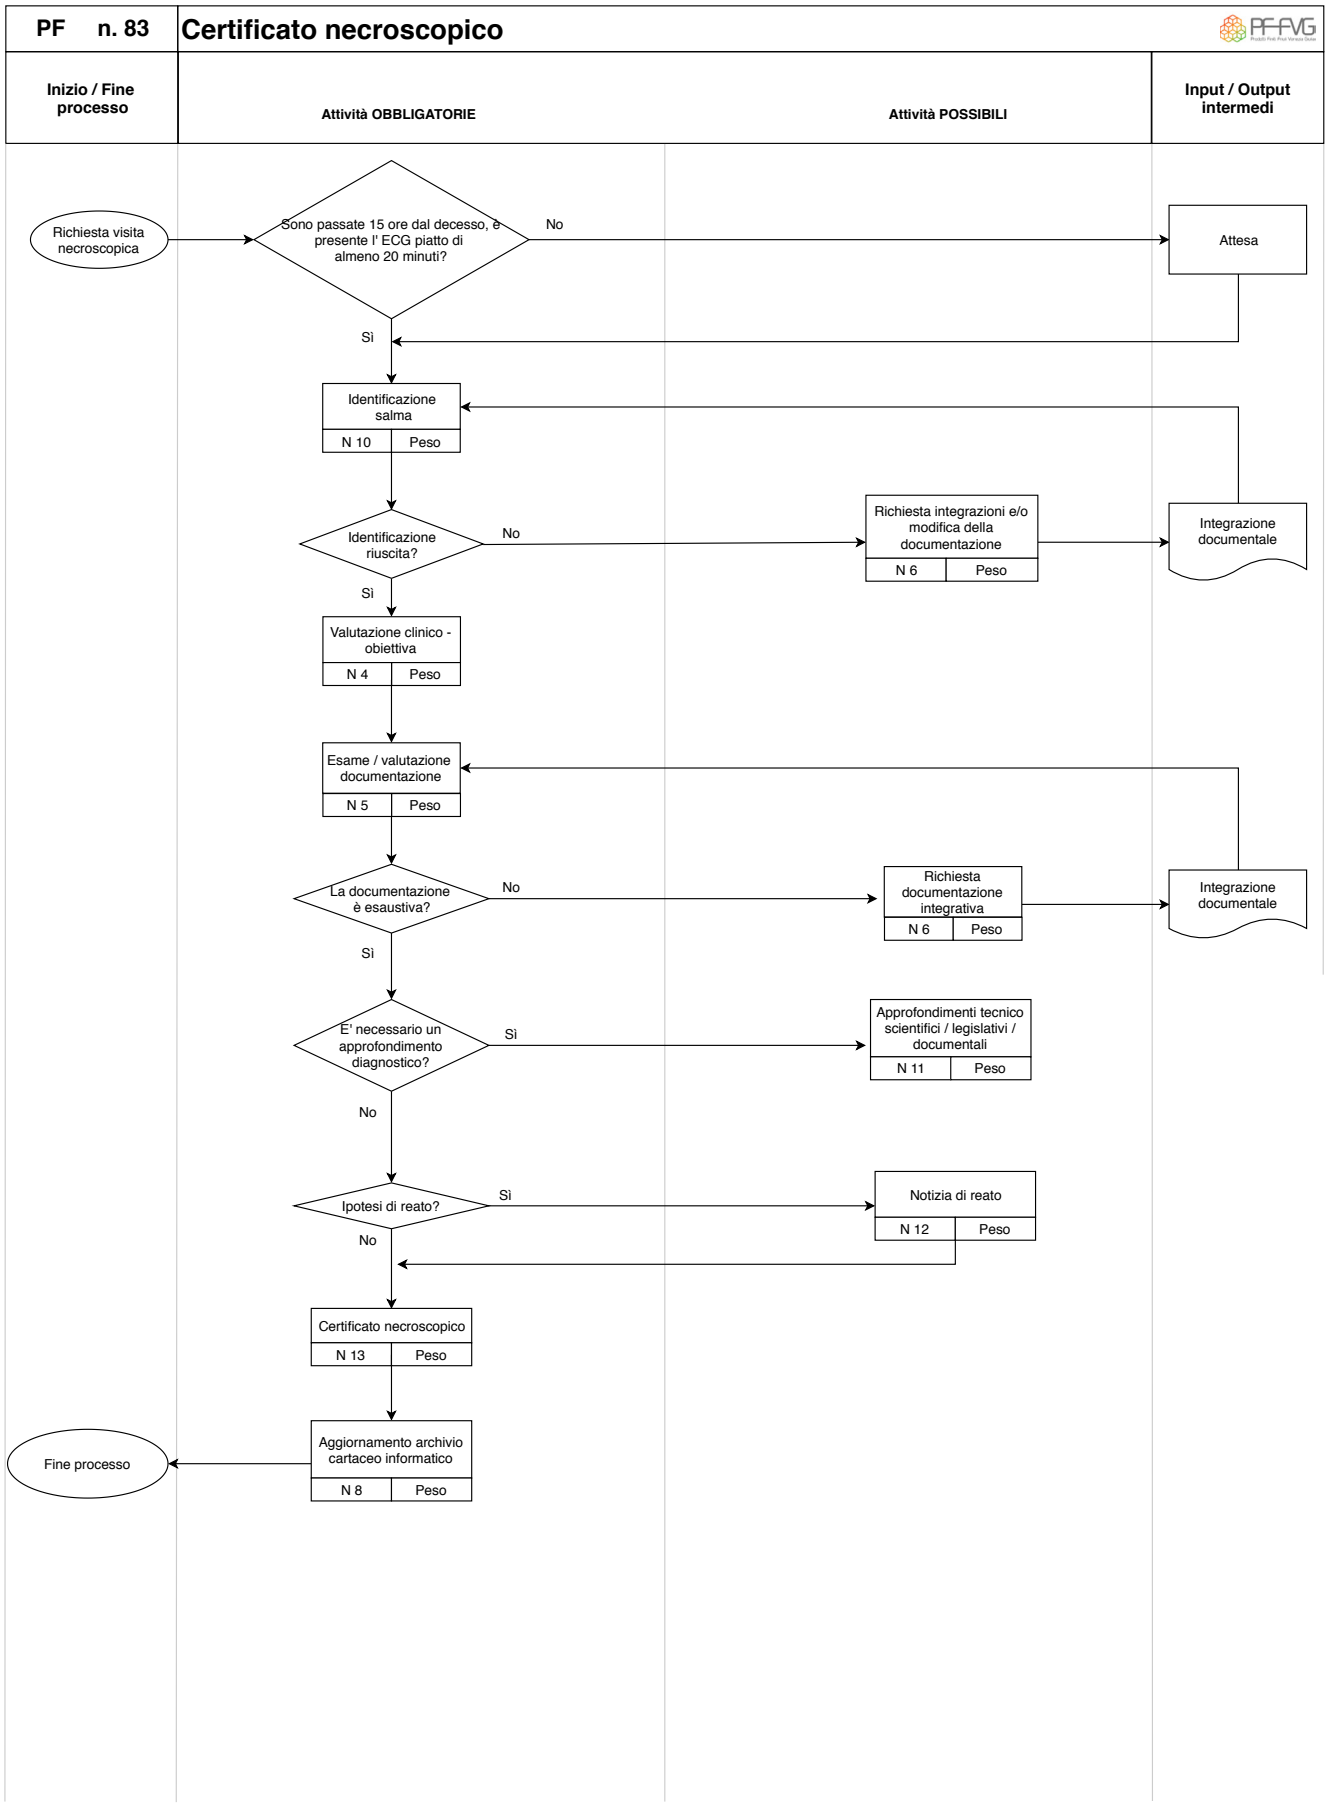 PF n. 83
Certificato necroscopico
PF-FVG
Prodotti Finiti Friuli Venezia Giulia
Inizio / Fine
processo
Attività OBBLIGATORIE
Attività POSSIBILI
Input / Output
intermedi
Richiesta visita
necroscopica
Sono passate 15 ore dal decesso, è
presente l' ECG piatto di
almeno 20 minuti?
No
Attesa
Sì
Identificazione
salma
N 10
Peso
Identificazione
riuscita?
No
Richiesta integrazioni e/o
modifica della
documentazione
N 6
Peso
Integrazione
documentale
Sì
Valutazione clinico -
obiettiva
N 4
Peso
Esame / valutazione
documentazione
N 5
Peso
La documentazione
è esaustiva?
No
Richiesta
documentazione
integrativa
N 6
Peso
Integrazione
documentale
Sì
E' necessario un
approfondimento
diagnostico?
Sì
Approfondimenti tecnico
scientifici / legislativi /
documentali
N 11
Peso
No
Ipotesi di reato?
Sì
Notizia di reato
N 12
Peso
No
Certificato necroscopico
N 13
Peso
Aggiornamento archivio
cartaceo informatico
N 8
Peso
Fine processo